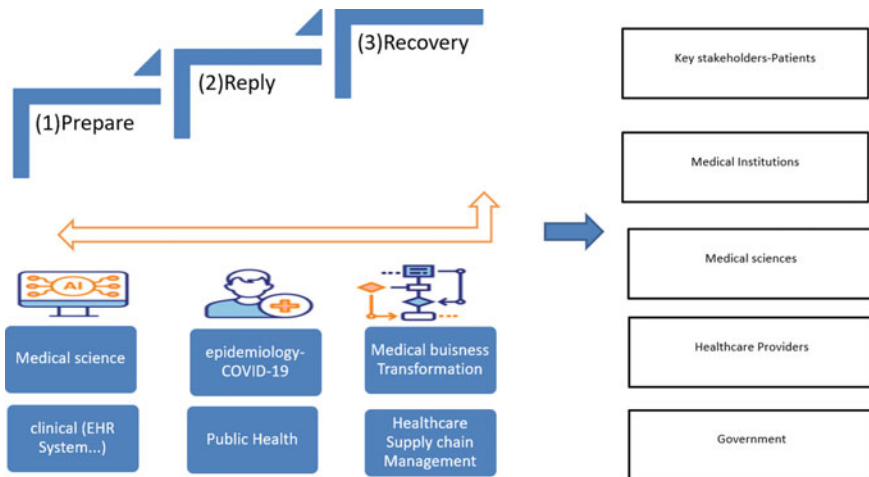 (1)Prepare
(2)Reply
(3)Recovery
AI
Medical science
epidemiology-
COVID-19
Medical buisness
Transformation
clinical (EHR
System...)
Public Health
Healthcare
Supply chain
Management
Key stakeholders-Patients
Medical Institutions
Medical sciences
Healthcare Providers
Government